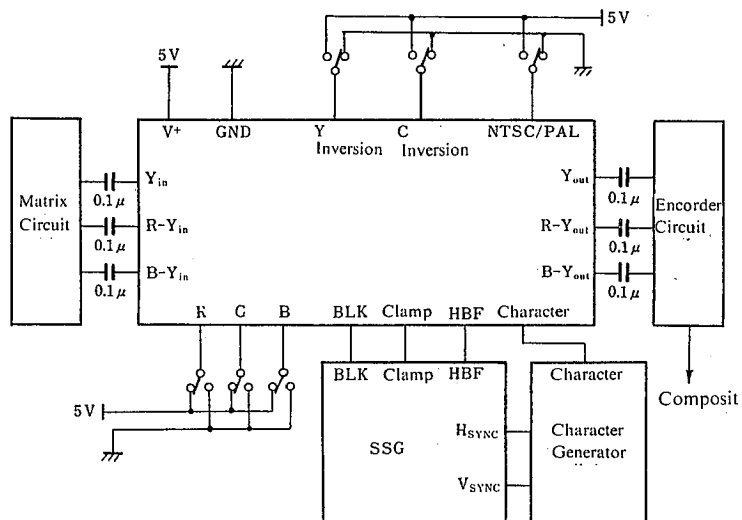 5V
5V
V+
GND
Y
Inversion
C
Inversion
NTSC/PAL
Matrix
Circuit
0.1μ
0.1μ
0.1μ
Yin
R-Yin
B-Yin
Yout
R-Yout
B-Yout
0.1μ
0.1μ
0.1μ
Encorder
Circuit
R
G
B
BLK
Clamp
HBF
Character
BLK
Clamp
HBF
Character
5V
SSG
HSYNC
VSYNC
Character
Generator
Composit